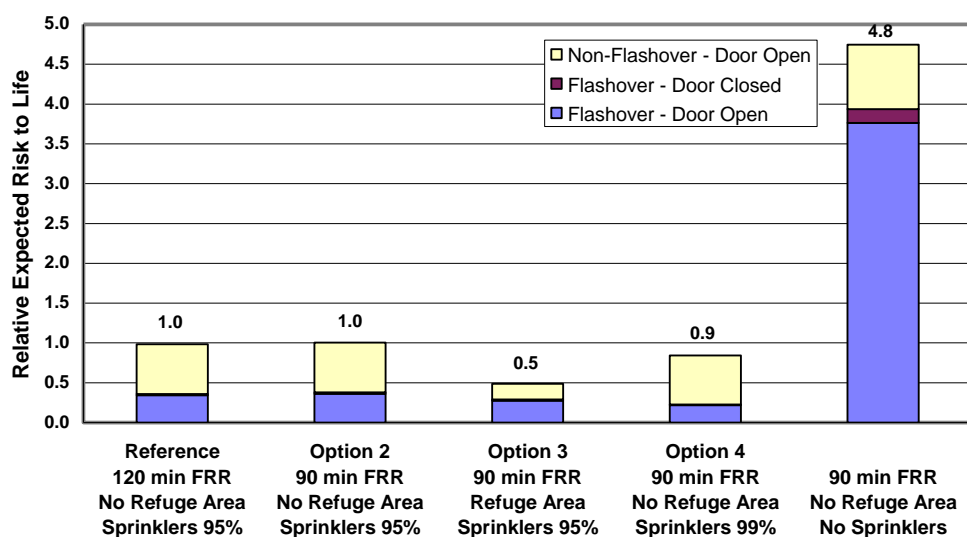 Relative Expected Risk to Life
5.0
4.5
4.0
3.5
3.0
2.5
2.0
1.5
1.0
0.5
0.0
Non-Flashover - Door Open
Flashover - Door Closed
Flashover - Door Open
1.0
1.0
0.5
0.9
4.8
Reference
120 min FRR
No Refuge Area
Sprinklers 95%
Option 2
90 min FRR
No Refuge Area
Sprinklers 95%
Option 3
90 min FRR
Refuge Area
Sprinklers 95%
Option 4
90 min FRR
No Refuge Area
Sprinklers 99%
90 min FRR
No Refuge Area
No Sprinklers